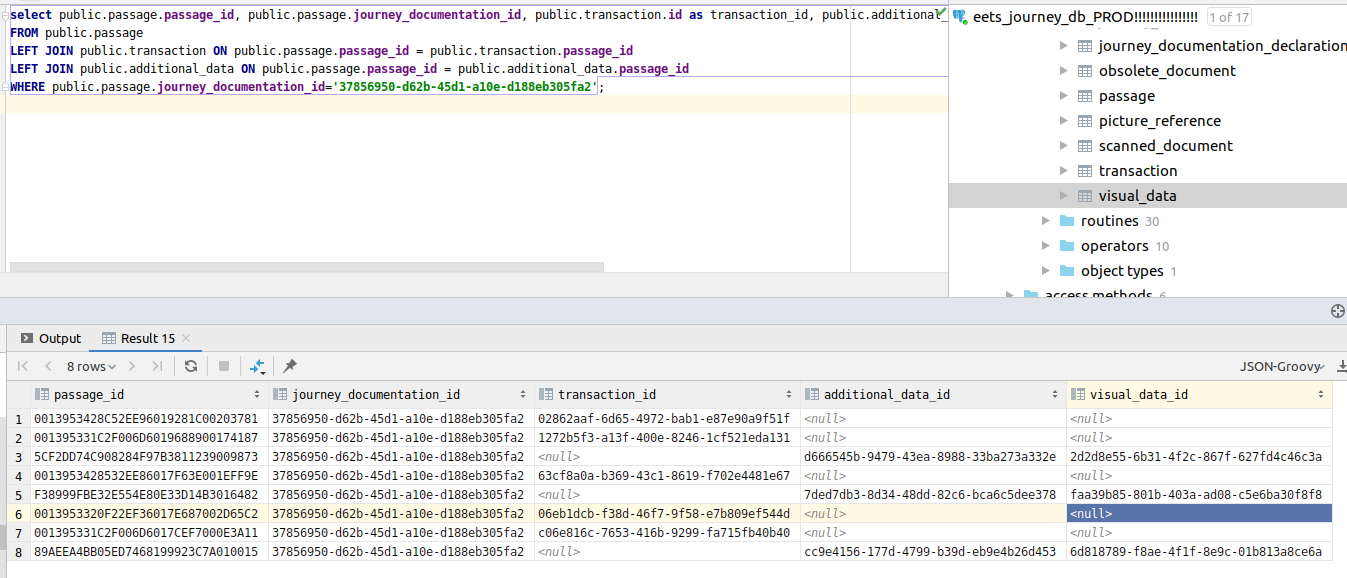 select public.passage.passage_id, public.passage.journey_documentation_id, public.transaction.id as transaction_id, public.additional_
FROM public.passage
LEFT JOIN public.transaction ON public.passage.passage_id = public.transaction.passage_id
LEFT JOIN public.additional_data ON public.passage.passage_id = public.additional_data.passage_id
WHERE public.passage.journey_documentation_id='37856950-d62b-45d1-a10e-d188eb305fa2';
eets_journey_db_PROD!!!!!!!!!!!!!!!! 1 of 17
journey_documentation_declaration
obsolete_document
passage
picture_reference
scanned_document
transaction
visual_data
routines 30
operators 10
object types 1
access methods 6
Output Result 15
8 rows JSON-Groovy
passage_id journey_documentation_id transaction_id additional_data_id visual_data_id
1 0013953428C52EE96019281C00203781 37856950-d62b-45d1-a10e-d188eb305fa2 02862aaf-6d65-4972-bab1-e87e90a9f51f <null> <null>
2 001395331C2F006D6019688900174187 37856950-d62b-45d1-a10e-d188eb305fa2 1272b5f3-a13f-400e-8246-1cf521eda131 <null> <null>
3 5CF2DD74C908284F97B3811239009873 37856950-d62b-45d1-a10e-d188eb305fa2 <null> d666545b-9479-43ea-8988-33ba273a332e 2d2d8e55-6b31-4f2c-867f-627fd4c46c3a
4 0013953428532EE86017F63E001EFF9E 37856950-d62b-45d1-a10e-d188eb305fa2 63cf8a0a-b369-43c1-8619-f702e4481e67 <null> <null>
5 F38999FBE32E554E80E33D14B3016482 37856950-d62b-45d1-a10e-d188eb305fa2 <null> 7ded7db3-8d34-48dd-82c6-bca6c5dee378 faa39b85-801b-403a-ad08-c5e6ba30f8f8
6 0013953320F22EF36017E687002D65C2 37856950-d62b-45d1-a10e-d188eb305fa2 06eb1dcb-f38d-46f7-9f58-e7b809ef544d <null> <null>
7 001395331C2F006D6017CEF7000E3A11 37856950-d62b-45d1-a10e-d188eb305fa2 c06e816c-7653-416b-9299-fa715fb40b40 <null> <null>
8 89AEEA4BB05ED7468199923C7A010015 37856950-d62b-45d1-a10e-d188eb305fa2 <null> cc9e4156-177d-4799-b39d-eb9e4b26d453 6d818789-f8ae-4f1f-8e9c-01b813a8ce6a